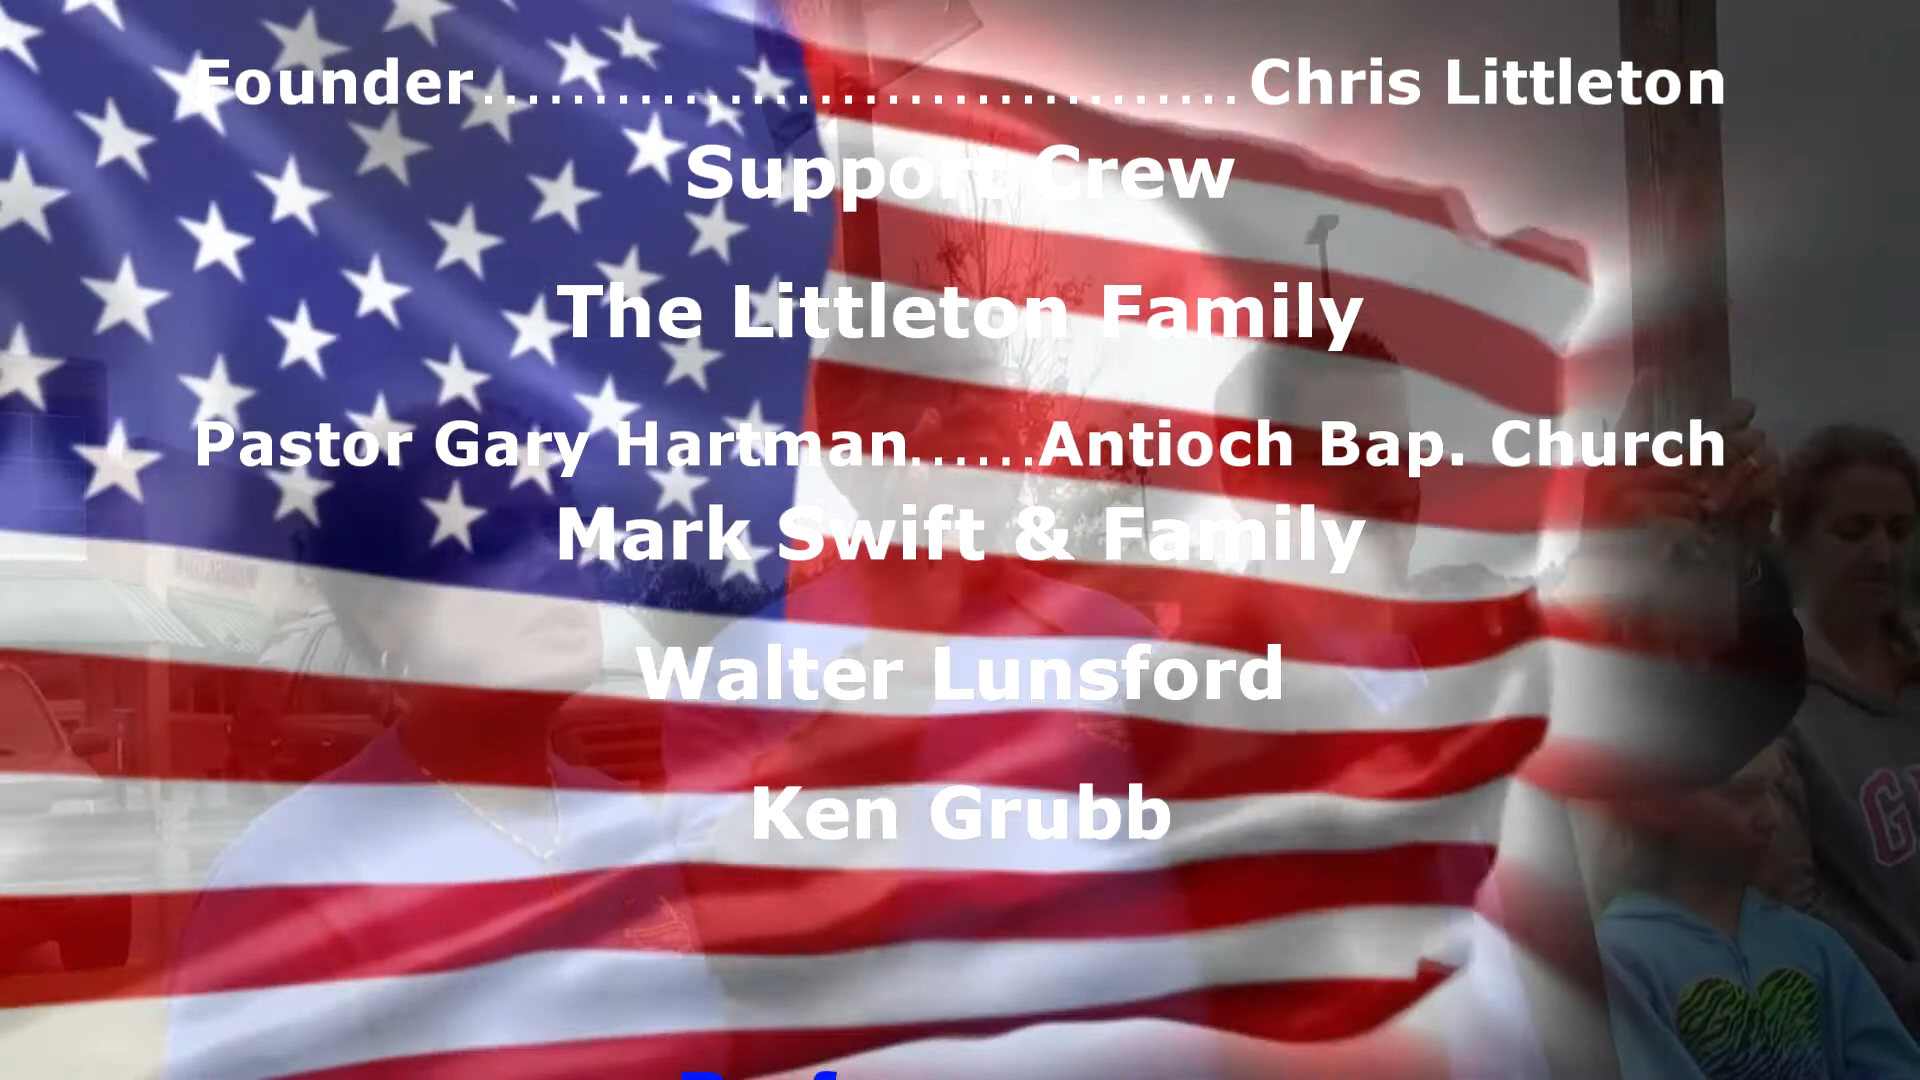 Founder..................................Chris Littleton
Support Crew
The Littleton Family
Pastor Gary Hartman......Antioch Bap. Church
Mark Swift & Family
Walter Lunsford
Ken Grubb